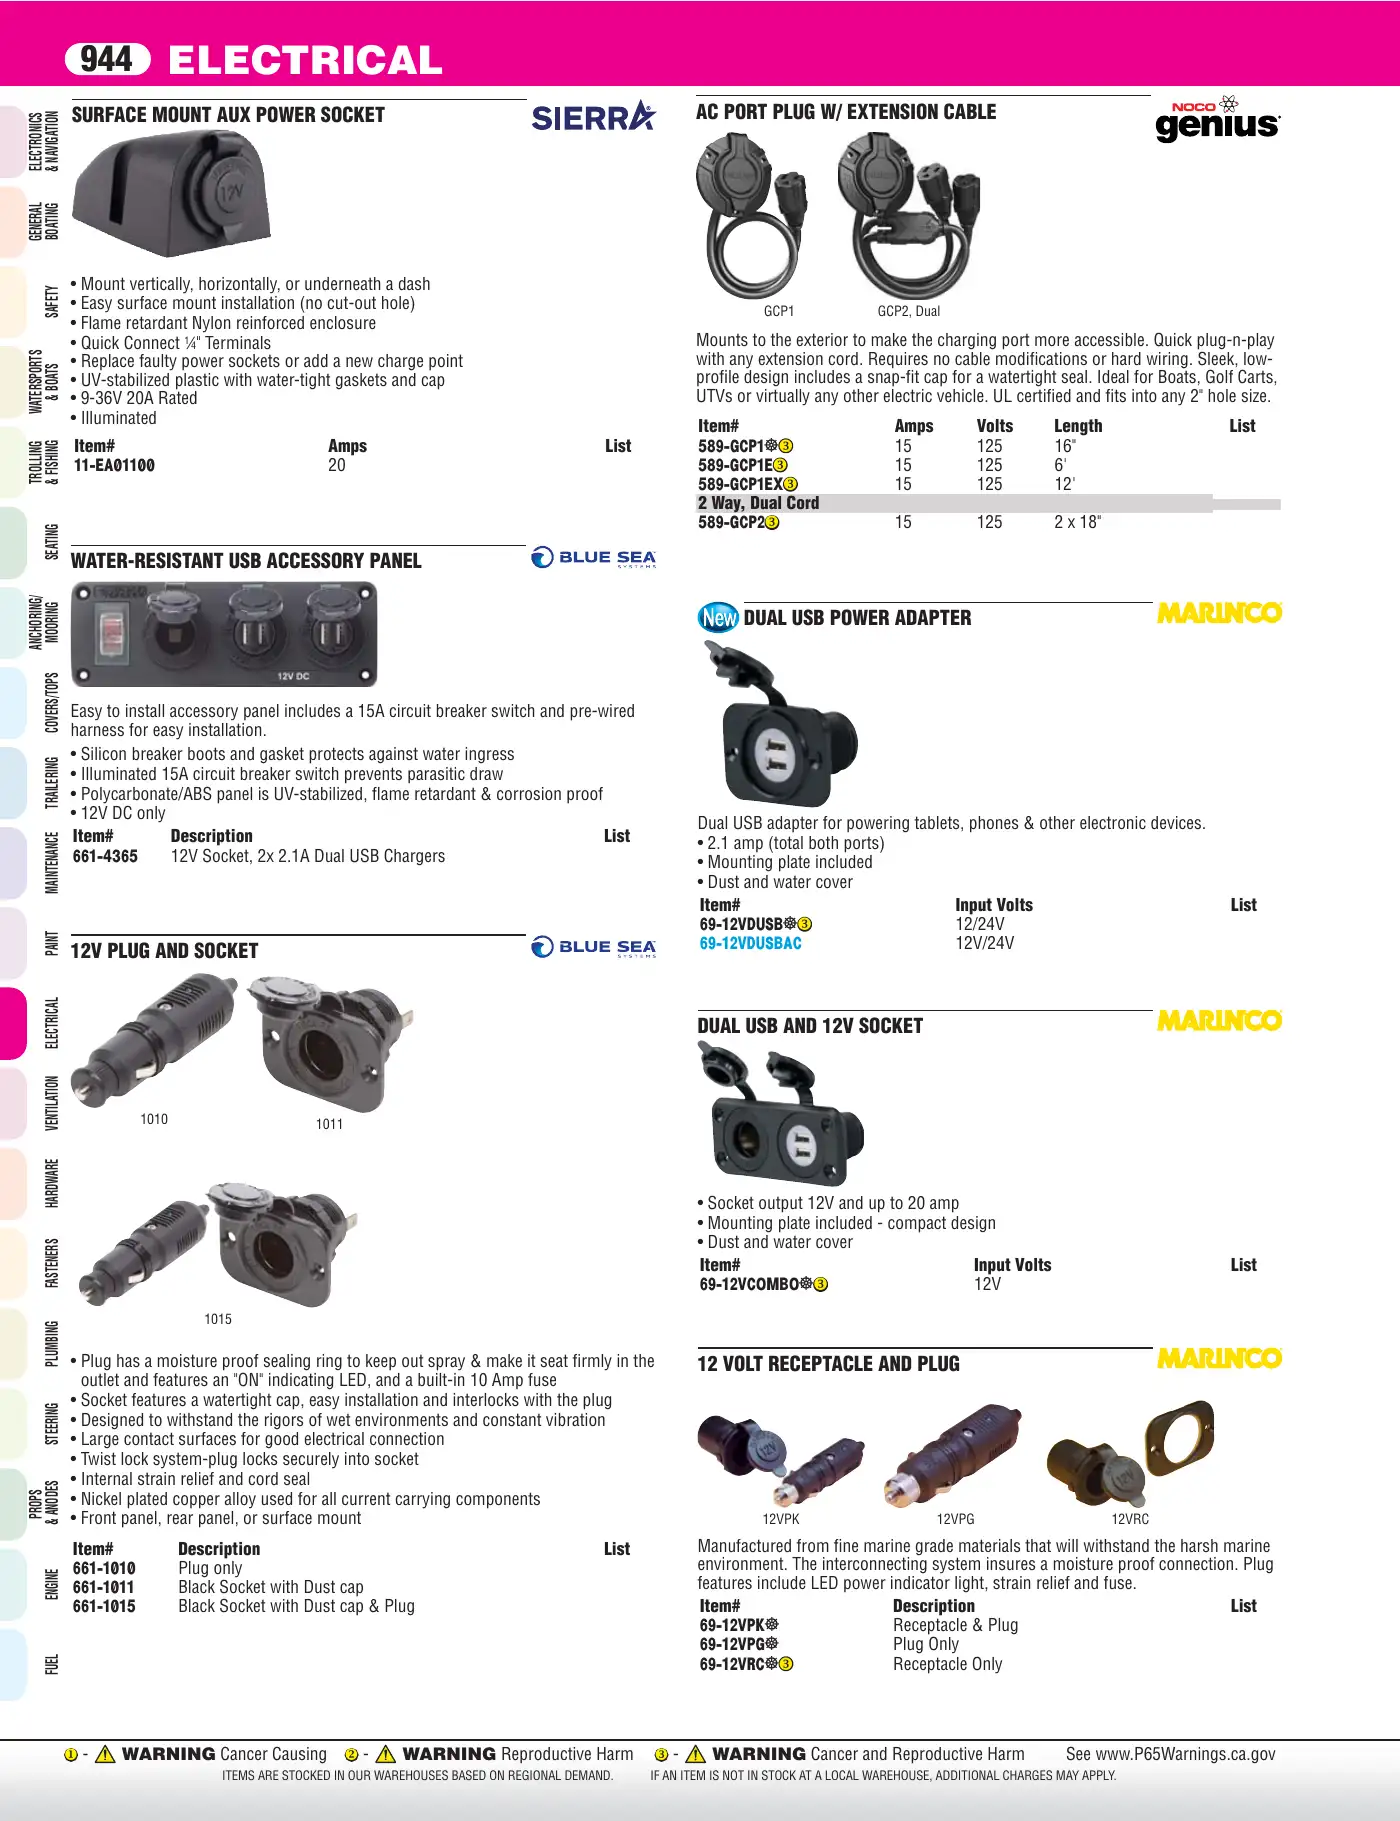 944 ELECTRICAL
ELECTRONICS
& NAVIGATION
GENERAL
BOATING
SAFETY
WATERSPORTS
& BOATS
TROLLING
& FISHING
SEATING
ANCHORING/
MOORING
COVERS/TOPS
TRAILERING
MAINTENANCE
PAINT
ELECTRICAL
VENTILATION
HARDWARE
FASTENERS
PLUMBING
STEERING
PROPS
& ANODES
ENGINE
FUEL
SURFACE MOUNT AUX POWER SOCKET
SIERRA®
12V
• Mount vertically, horizontally, or underneath a dash
• Easy surface mount installation (no cut-out hole)
• Flame retardant Nylon reinforced enclosure
• Quick Connect ¼" Terminals
• Replace faulty power sockets or add a new charge point
• UV-stabilized plastic with water-tight gaskets and cap
• 9-36V 20A Rated
• Illuminated
Item# Amps List
11-EA01100 20
WATER-RESISTANT USB ACCESSORY PANEL
BLUE SEA
SYSTEMS
12V DC
Easy to install accessory panel includes a 15A circuit breaker switch and pre-wired
harness for easy installation.
• Silicon breaker boots and gasket protects against water ingress
• Illuminated 15A circuit breaker switch prevents parasitic draw
• Polycarbonate/ABS panel is UV-stabilized, flame retardant & corrosion proof
• 12V DC only
Item# Description List
661-4365 12V Socket, 2x 2.1A Dual USB Chargers
12V PLUG AND SOCKET
BLUE SEA
SYSTEMS
1010
1011
1015
• Plug has a moisture proof sealing ring to keep out spray & make it seat firmly in the
outlet and features an "ON" indicating LED, and a built-in 10 Amp fuse
• Socket features a watertight cap, easy installation and interlocks with the plug
• Designed to withstand the rigors of wet environments and constant vibration
• Large contact surfaces for good electrical connection
• Twist lock system-plug locks securely into socket
• Internal strain relief and cord seal
• Nickel plated copper alloy used for all current carrying components
• Front panel, rear panel, or surface mount
Item# Description List
661-1010 Plug only
661-1011 Black Socket with Dust cap
661-1015 Black Socket with Dust cap & Plug
AC PORT PLUG W/ EXTENSION CABLE
NOCO
genius
GCP1 GCP2, Dual
Mounts to the exterior to make the charging port more accessible. Quick plug-n-play
with any extension cord. Requires no cable modifications or hard wiring. Sleek, low-
profile design includes a snap-fit cap for a watertight seal. Ideal for Boats, Golf Carts,
UTVs or virtually any other electric vehicle. UL certified and fits into any 2" hole size.
Item# Amps Volts Length List
589-GCP1☸3 15 125 16"
589-GCP1E3 15 125 6'
589-GCP1EX3 15 125 12'
2 Way, Dual Cord
589-GCP23 15 125 2 x 18"
New DUAL USB POWER ADAPTER
MARINCO
Dual USB adapter for powering tablets, phones & other electronic devices.
• 2.1 amp (total both ports)
• Mounting plate included
• Dust and water cover
Item# Input Volts List
69-12VDUSB☸3 12/24V
69-12VDUSBAC 12V/24V
DUAL USB AND 12V SOCKET
MARINCO
• Socket output 12V and up to 20 amp
• Mounting plate included - compact design
• Dust and water cover
Item# Input Volts List
69-12VCOMBO☸3 12V
12 VOLT RECEPTACLE AND PLUG
MARINCO
12V
12V
12VPK 12VPG 12VRC
Manufactured from fine marine grade materials that will withstand the harsh marine
environment. The interconnecting system insures a moisture proof connection. Plug
features include LED power indicator light, strain relief and fuse.
Item# Description List
69-12VPK☸ Receptacle & Plug
69-12VPG☸ Plug Only
69-12VRC☸3 Receptacle Only
1 - WARNING Cancer Causing 2 - WARNING Reproductive Harm 3 - WARNING Cancer and Reproductive Harm See www.P65Warnings.ca.gov
ITEMS ARE STOCKED IN OUR WAREHOUSES BASED ON REGIONAL DEMAND. IF AN ITEM IS NOT IN STOCK AT A LOCAL WAREHOUSE, ADDITIONAL CHARGES MAY APPLY.